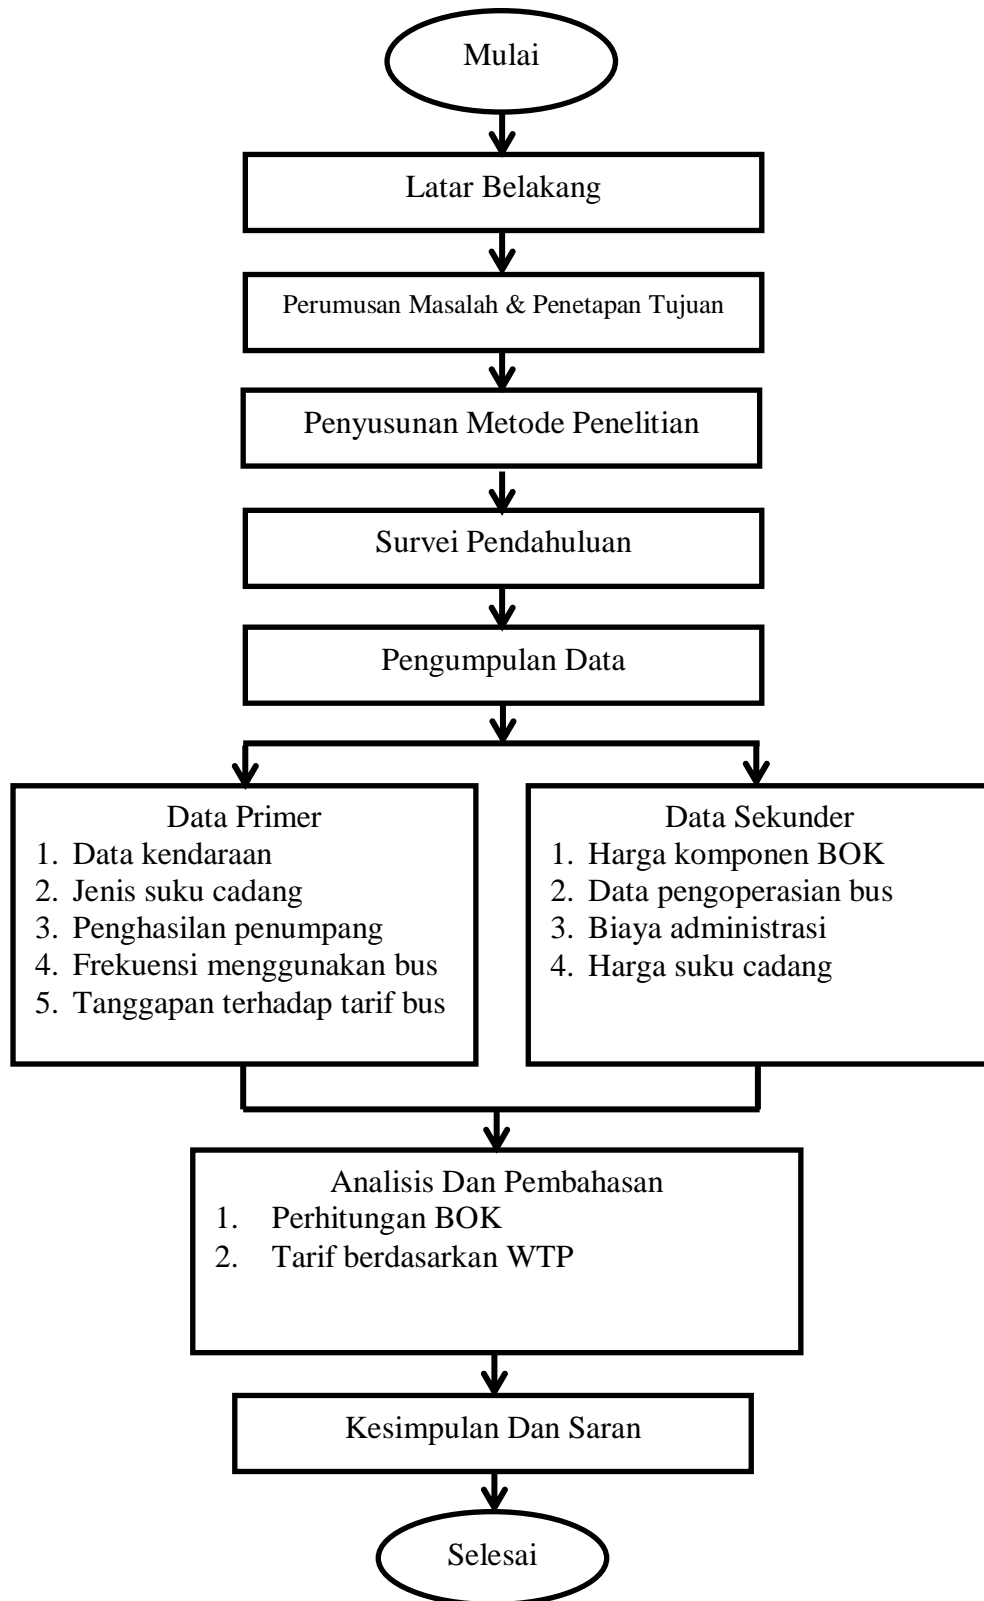 Mulai
Latar Belakang
Perumusan Masalah & Penetapan Tujuan
Penyusunan Metode Penelitian
Survei Pendahuluan
Pengumpulan Data
Data Primer
1. Data kendaraan
2. Jenis suku cadang
3. Penghasilan penumpang
4. Frekuensi menggunakan bus
5. Tanggapan terhadap tarif bus
Data Sekunder
1. Harga komponen BOK
2. Data pengoperasian bus
3. Biaya administrasi
4. Harga suku cadang
Analisis Dan Pembahasan
1. Perhitungan BOK
2. Tarif berdasarkan WTP
Kesimpulan Dan Saran
Selesai